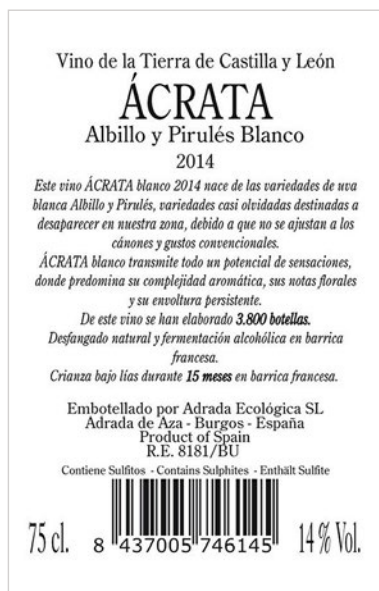 Vino de la Tierra de Castilla y León
ÁCRATA
Albillo y Pirulés Blanco
2014
Este vino ÁCRATA blanco 2014 nace de las variedades de uva
blanca Albillo y Pirulés, variedades casi olvidadas destinadas a
desaparecer en nuestra zona, debido a que no se ajustan a los
cánones y gustos convencionales.
ÁCRATA blanco transmite todo un potencial de sensaciones,
donde predomina su complejidad aromática, sus notas florales
y su envoltura persistente.
De este vino se han elaborado 3.800 botellas.
Desfangado natural y fermentación alcohólica en barrica
francesa.
Crianza bajo lías durante 15 meses en barrica francesa.
Embotellado por Adrada Ecológica SL
Adrada de Aza - Burgos - España
Product of Spain
R.E. 8181/BU
Contiene Sulfitos - Contains Sulphites - Enthält Sulfite
75 cl. 8 437005 746145 14 % Vol.